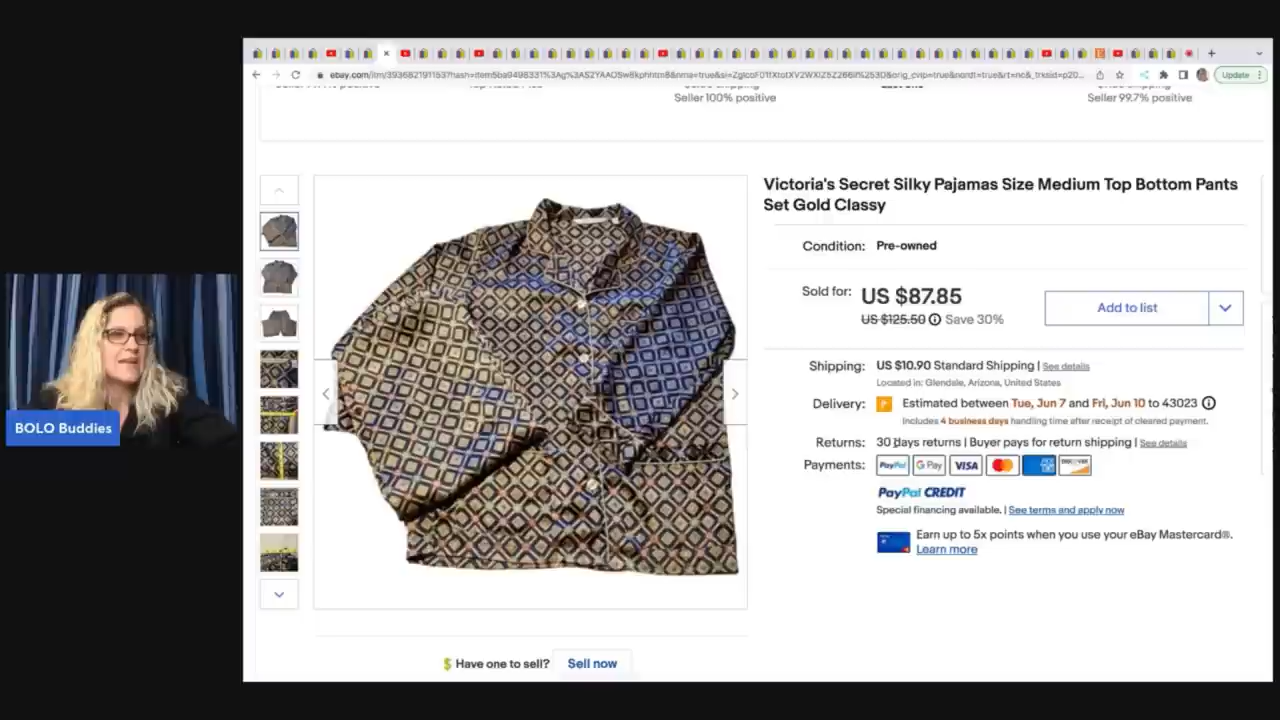 Update
Seller 100% positive
Seller 99.7% positive
Victoria's Secret Silky Pajamas Size Medium Top Bottom Pants
Set Gold Classy
Condition: Pre-owned
Sold for: US $87.85
US $125.50 Save 30%
Add to list
Shipping: US $10.90 Standard Shipping | See details
Located in: Glendale, Arizona, United States
Delivery: Estimated between Tue, Jun 7 and Fri, Jun 10 to 43023
Includes 4 business days handling time after receipt of cleared payment.
Returns: 30 days returns | Buyer pays for return shipping | See details
Payments: PayPal G Pay VISA DISCOVER
PayPal CREDIT
Special financing available. | See terms and apply now
Earn up to 5x points when you use your eBay Mastercard®.
Learn more
$ Have one to sell? Sell now
BOLO Buddies